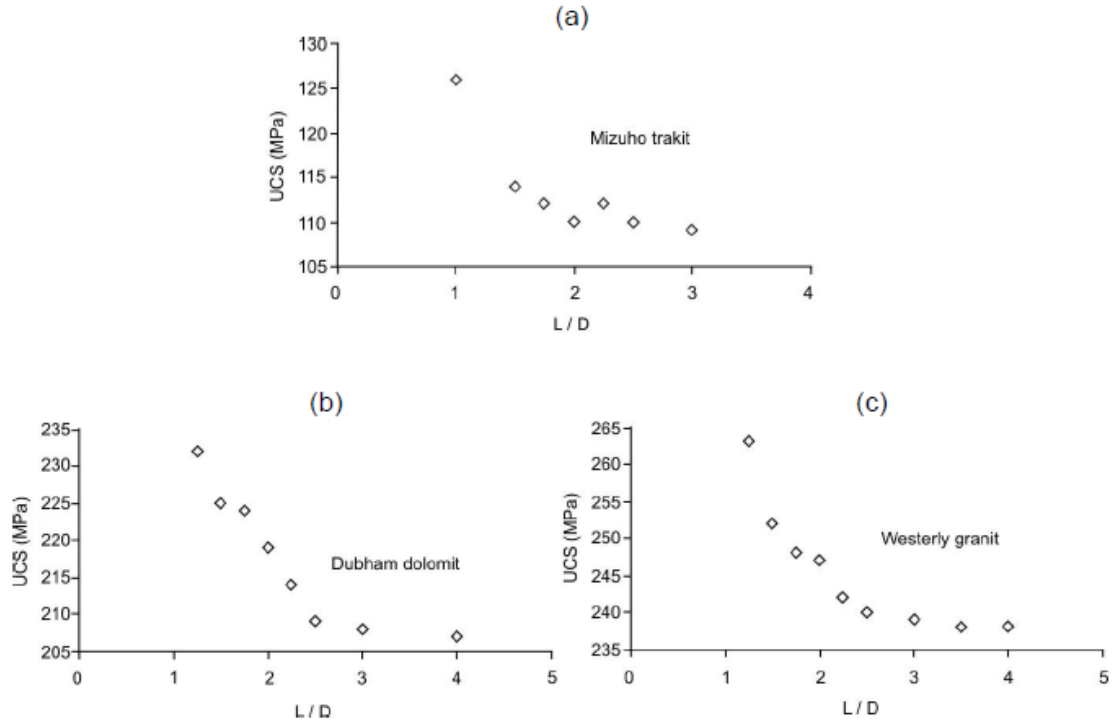 (a)
130
125
120
115
110
105
UCS (MPa)
Mizuho trakit
0 1 2 3 4
L / D
(b)
235
230
225
220
215
210
205
UCS (MPa)
Dubham dolomit
0 1 2 3 4 5
L / D
(c)
265
260
255
250
245
240
235
UCS (MPa)
Westerly granit
0 1 2 3 4 5
L / D